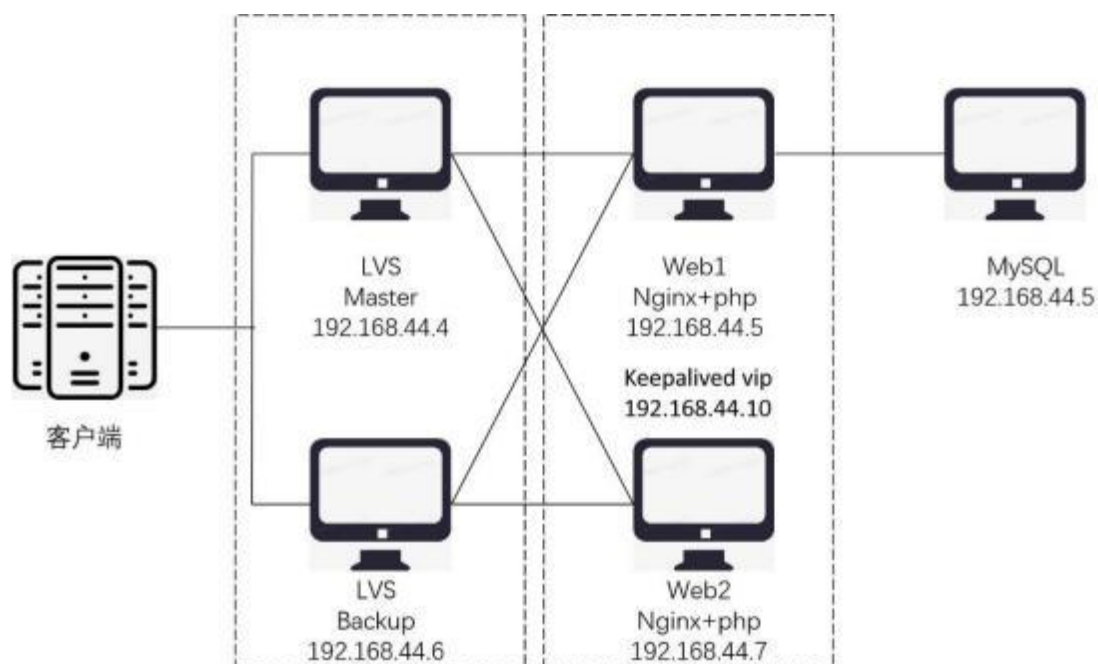 LVS
Master
192.168.44.4
Web1
Nginx+php
192.168.44.5
MySQL
192.168.44.5
Keepalived vip
192.168.44.10
客户端
LVS
Backup
192.168.44.6
Web2
Nginx+php
192.168.44.7